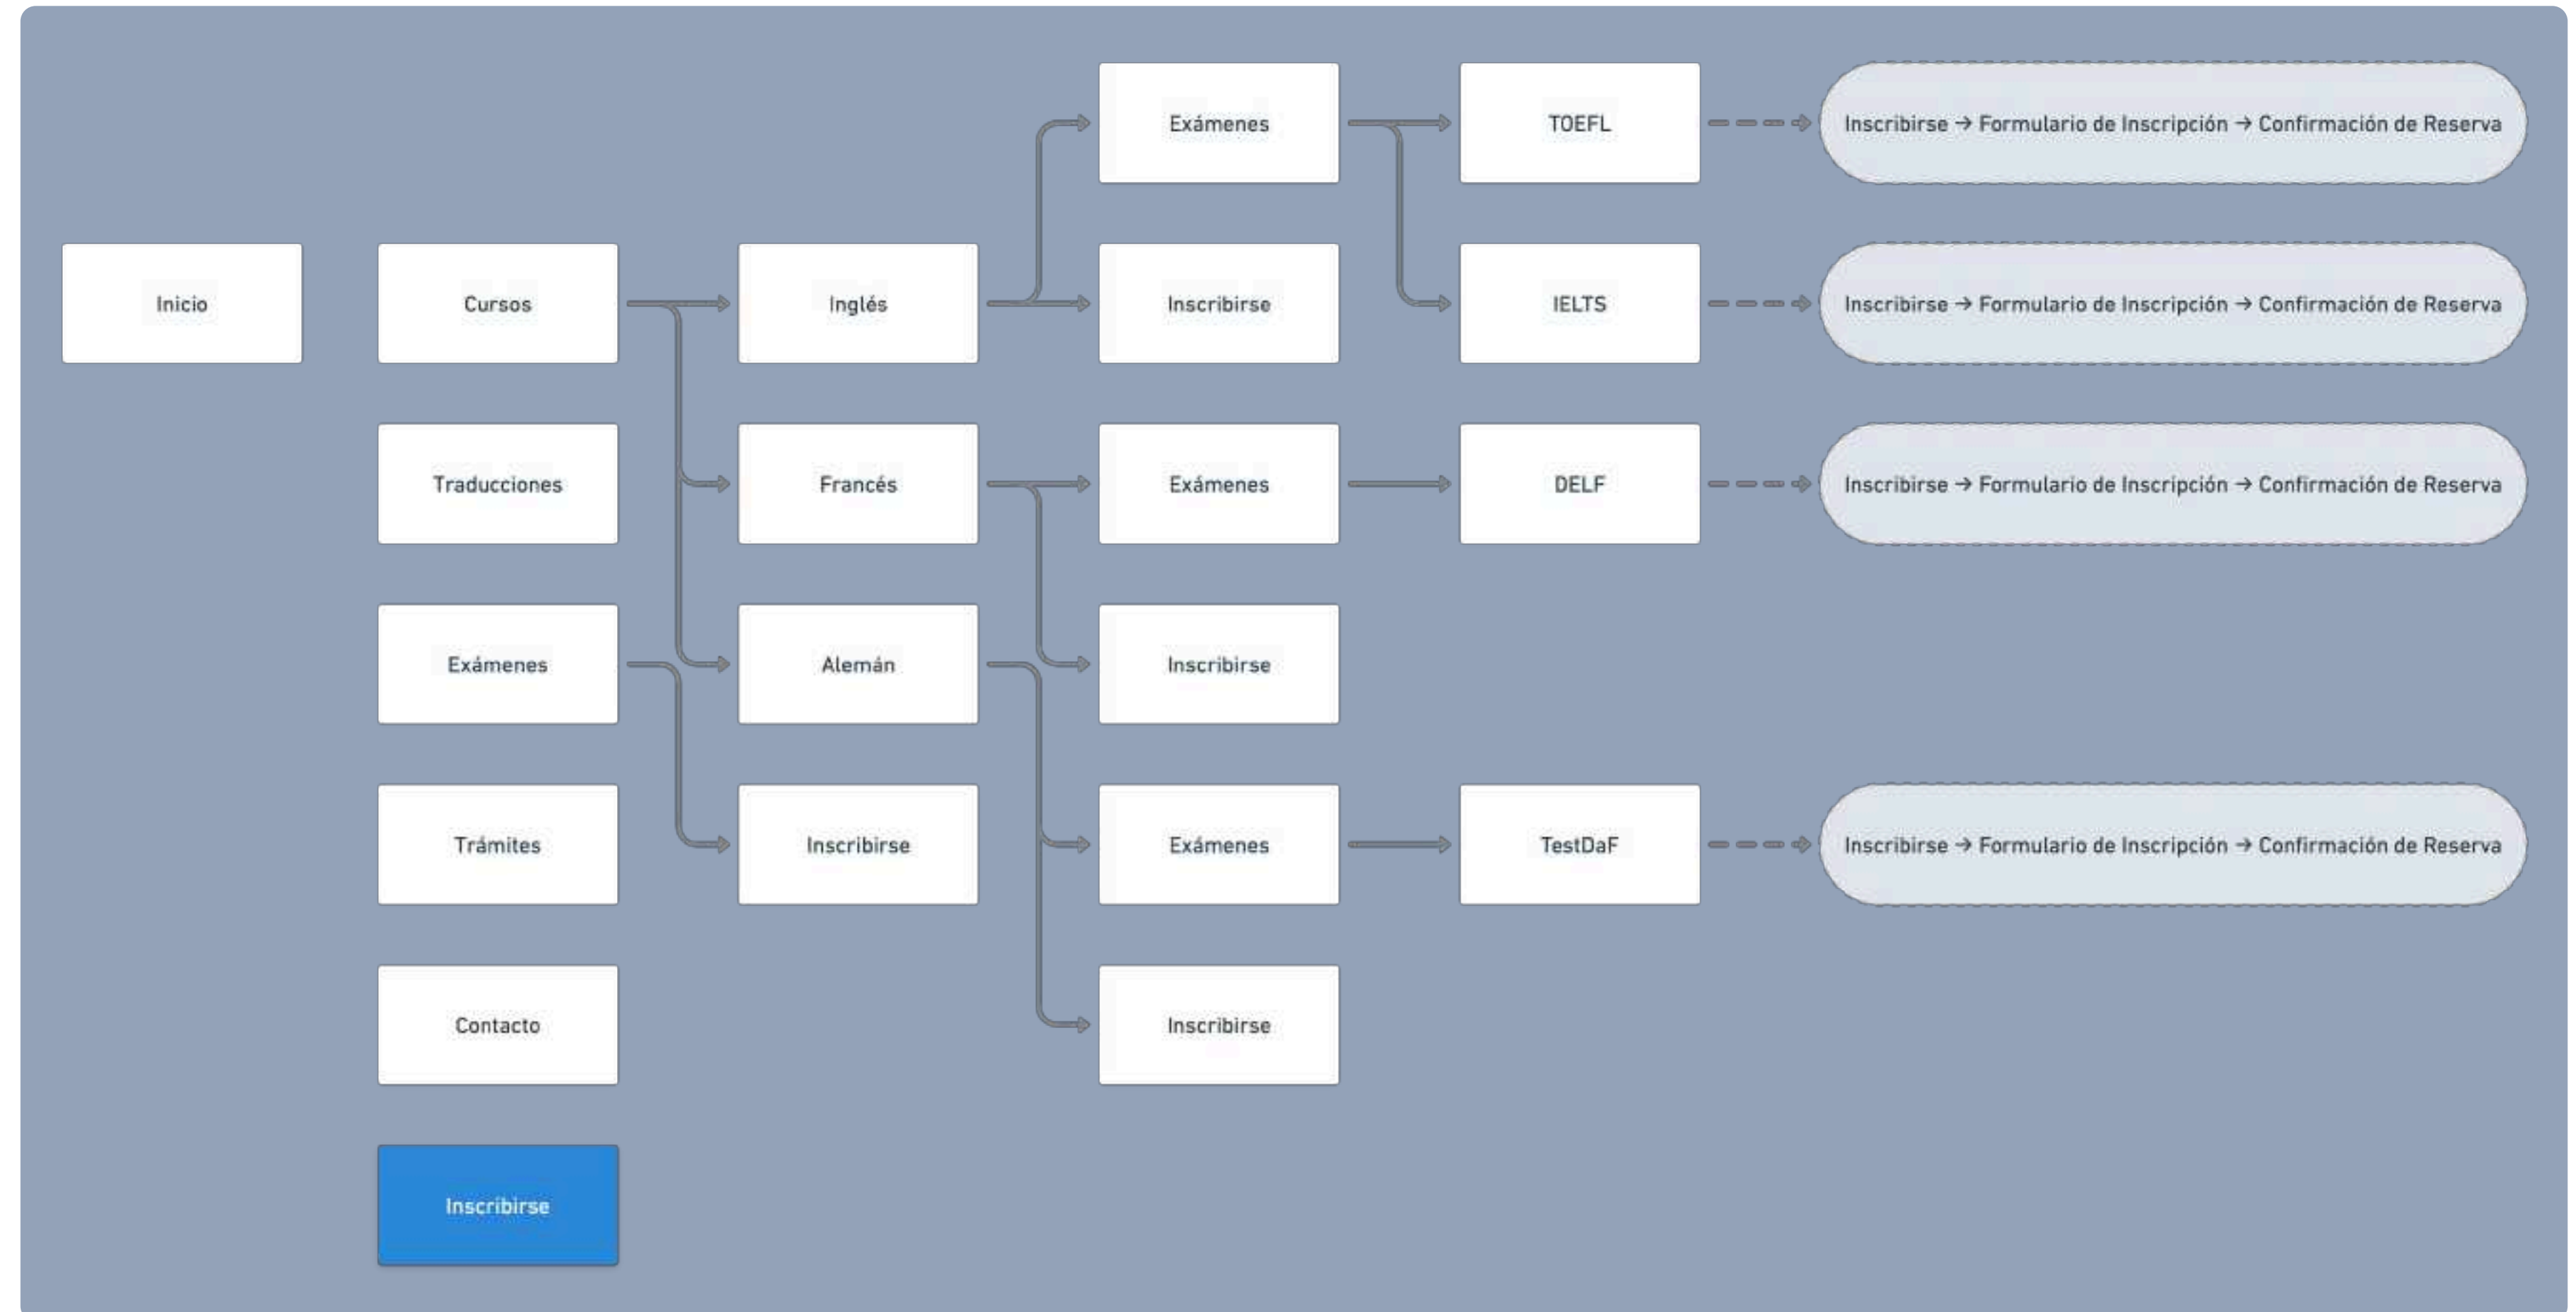 Exámenes
TOEFL
Inscribirse → Formulario de Inscripción → Confirmación de Reserva
Inicio
Cursos
Inglés
Inscribirse
IELTS
Inscribirse → Formulario de Inscripción → Confirmación de Reserva
Traducciones
Francés
Exámenes
DELF
Inscribirse → Formulario de Inscripción → Confirmación de Reserva
Exámenes
Alemán
Inscribirse
Trámites
Inscribirse
Exámenes
TestDaF
Inscribirse → Formulario de Inscripción → Confirmación de Reserva
Contacto
Inscribirse
Inscribirse